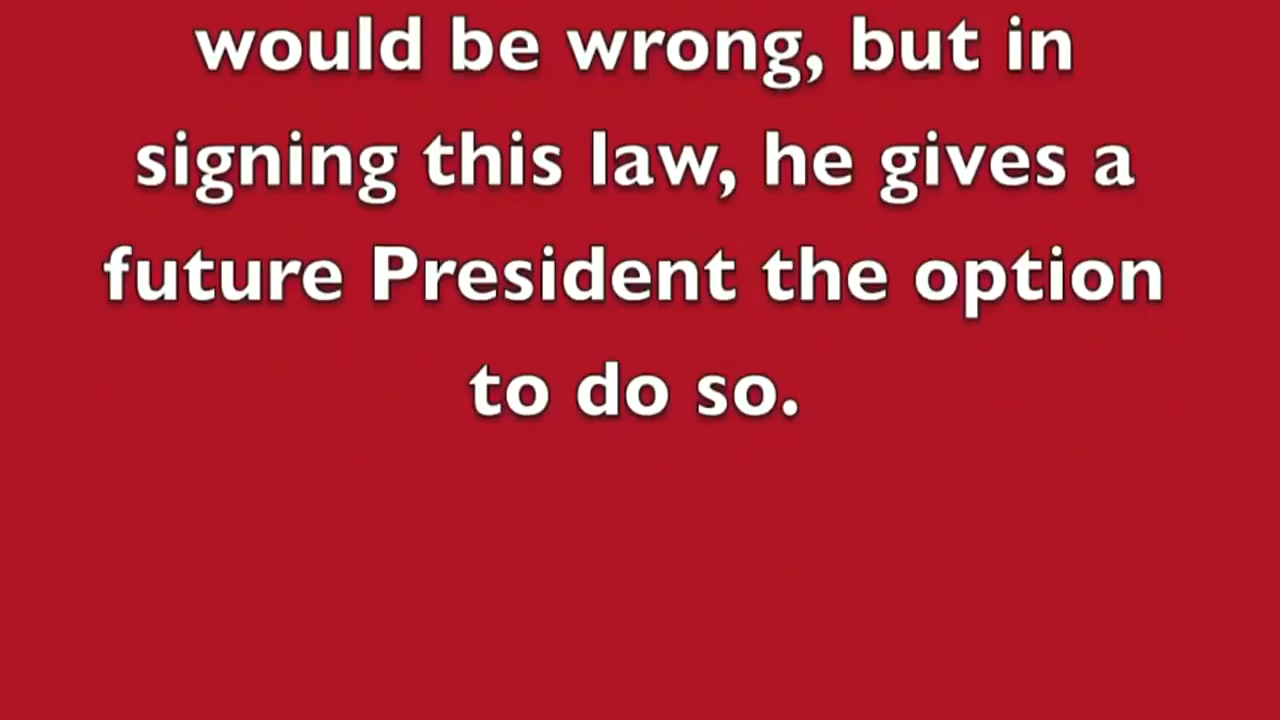 would be wrong, but in
signing this law, he gives a
future President the option
to do so.